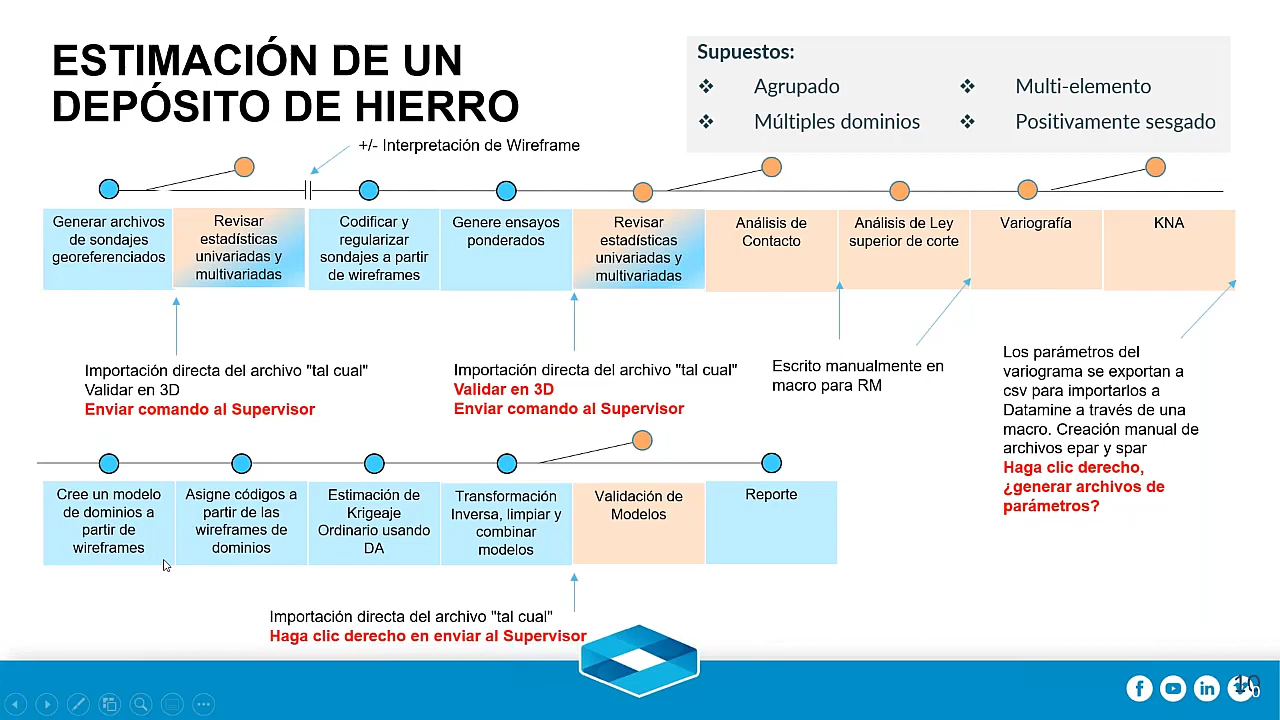 ESTIMACIÓN DE UN
DEPÓSITO DE HIERRO
Supuestos:
❖ Agrupado
❖ Multi-elemento
❖ Múltiples dominios
❖ Positivamente sesgado
+/- Interpretación de Wireframe
Generar archivos
de sondajes
georeferenciados
Revisar
estadísticas
univariadas y
multivariadas
Codificar y
regularizar
sondajes a partir
de wireframes
Genere ensayos
ponderados
Revisar
estadísticas
univariadas y
multivariadas
Análisis de
Contacto
Análisis de Ley
superior de corte
Variografía
KNA
Importación directa del archivo "tal cual"
Validar en 3D
Enviar comando al Supervisor
Importación directa del archivo "tal cual"
Validar en 3D
Enviar comando al Supervisor
Escrito manualmente en
macro para RM
Los parámetros del
variograma se exportan a
csv para importarlos a
Datamine a través de una
macro. Creación manual de
archivos epar y spar
Haga clic derecho,
¿generar archivos de
parámetros?
Cree un modelo
de dominios a
partir de
wireframes
Asigne códigos a
partir de las
wireframes de
dominios
Estimación de
Krigeaje
Ordinario usando
DA
Transformación
Inversa, limpiar y
combinar
modelos
Validación de
Modelos
Reporte
Importación directa del archivo "tal cual"
Haga clic derecho en enviar al Supervisor
10